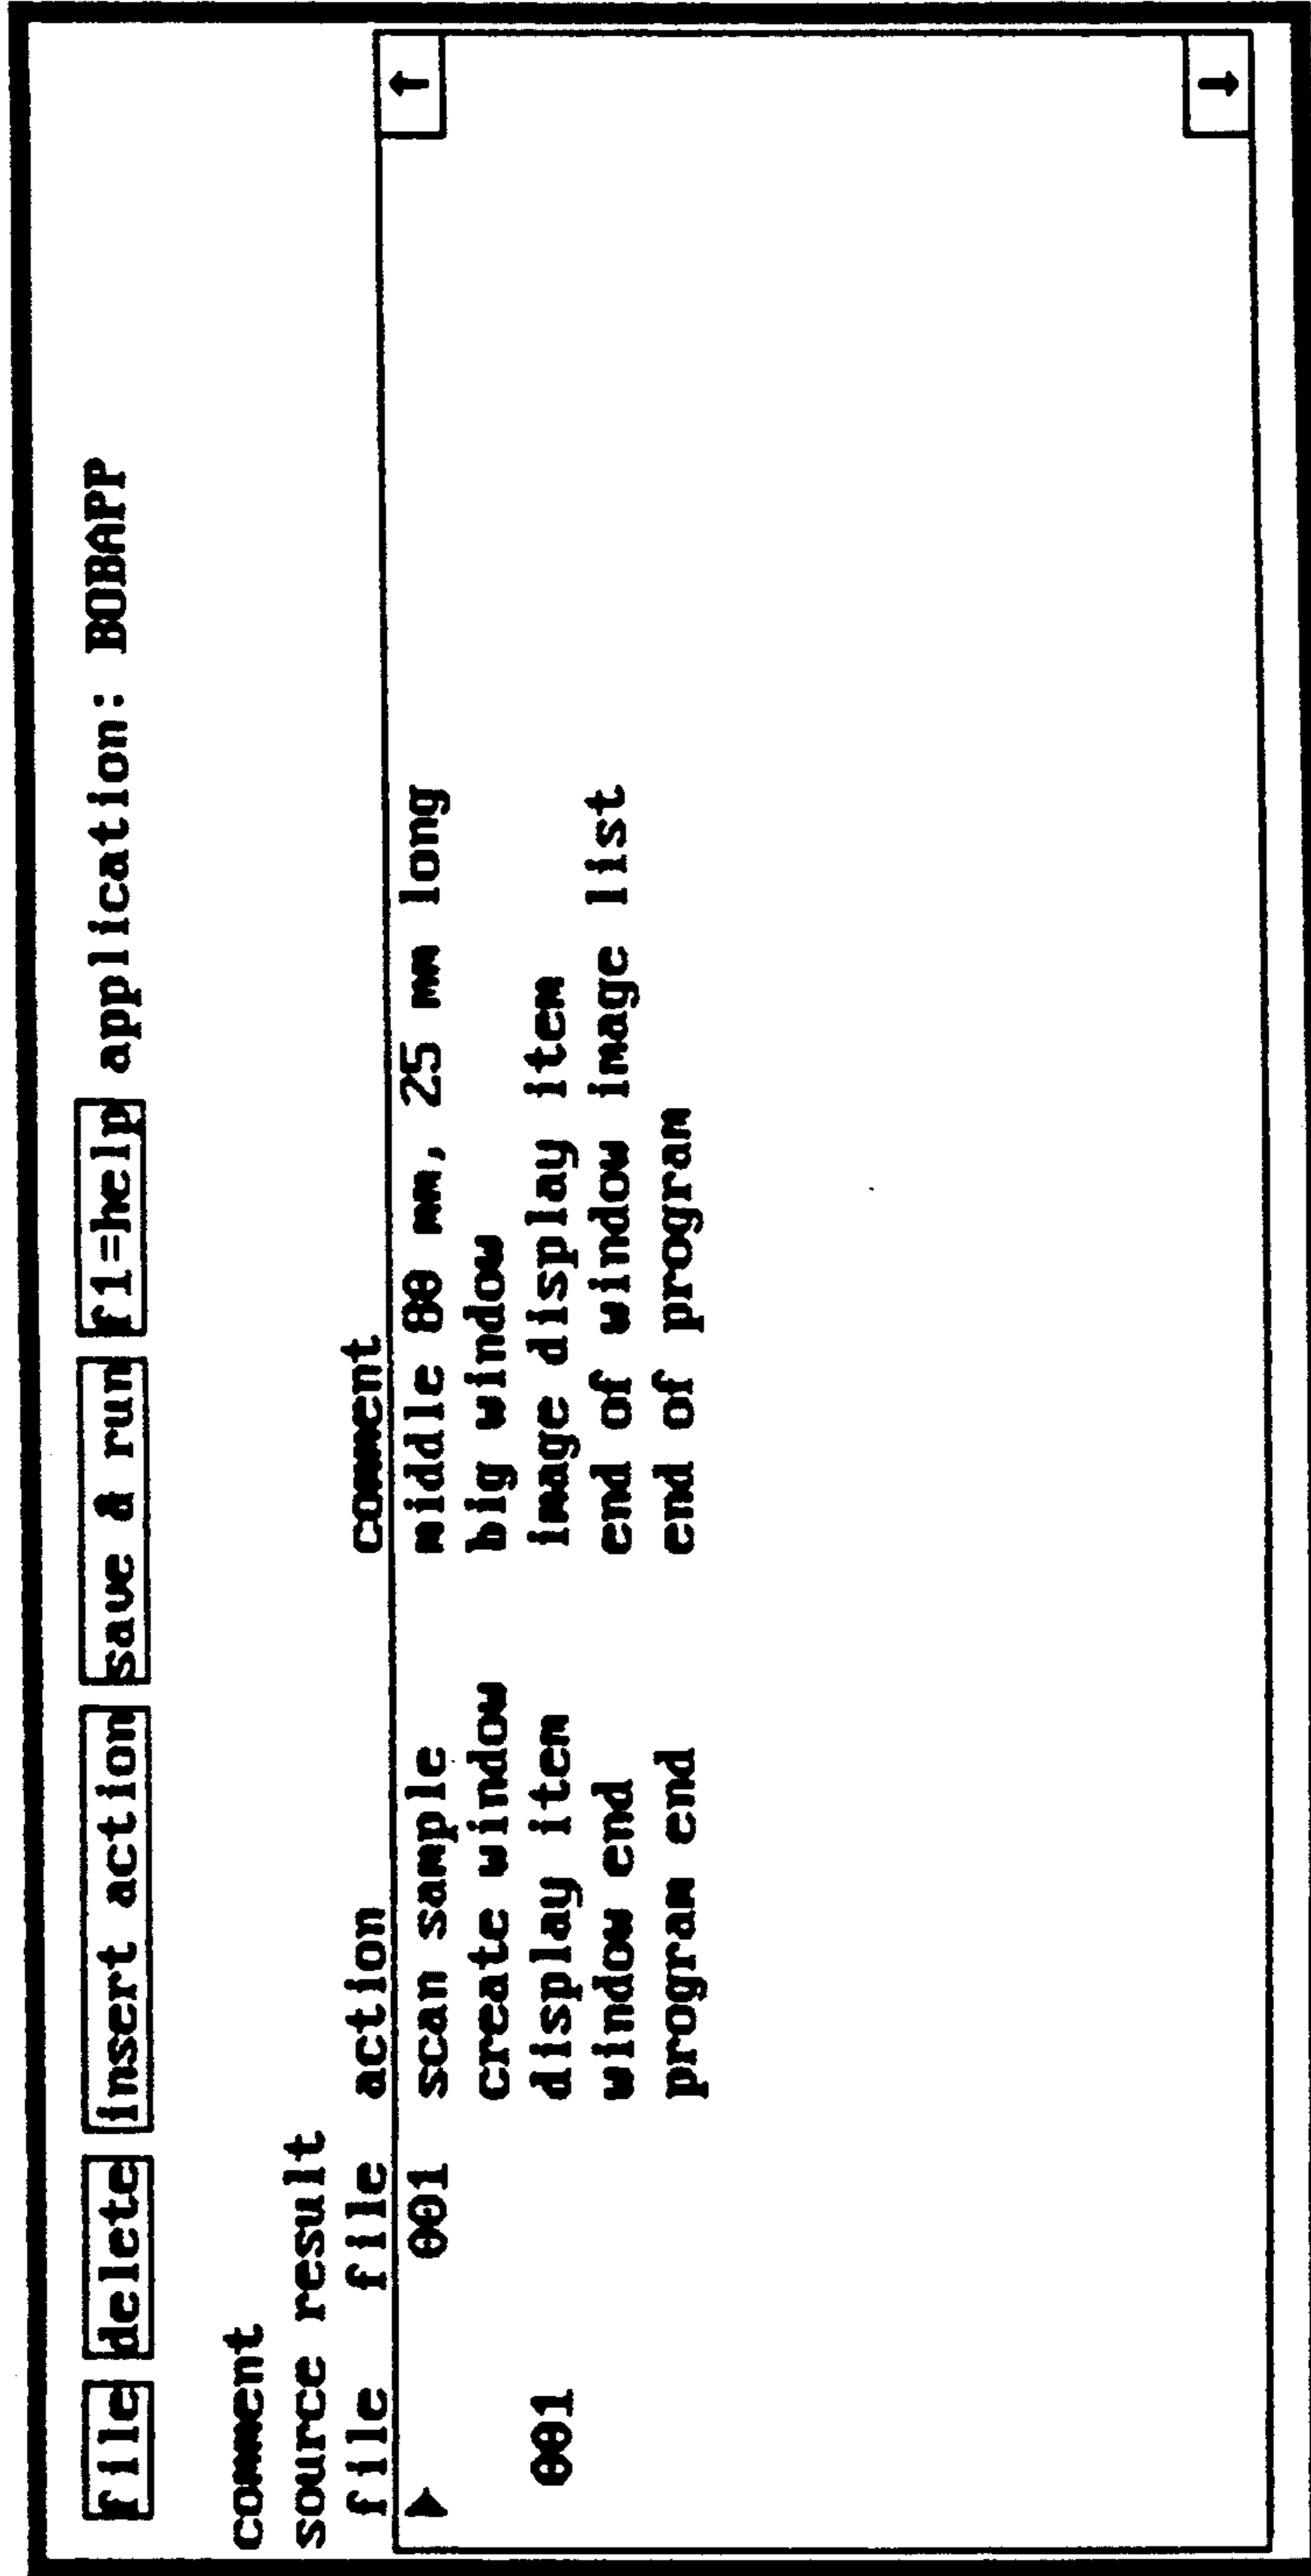 file delete insert action save & run f1=help application: BOBAPP
comment
source result
file file action comment
001 scan sample middle 80 mm, 25 mm long
create window big window
001 display item image display item
window end end of window image list
program end end of program